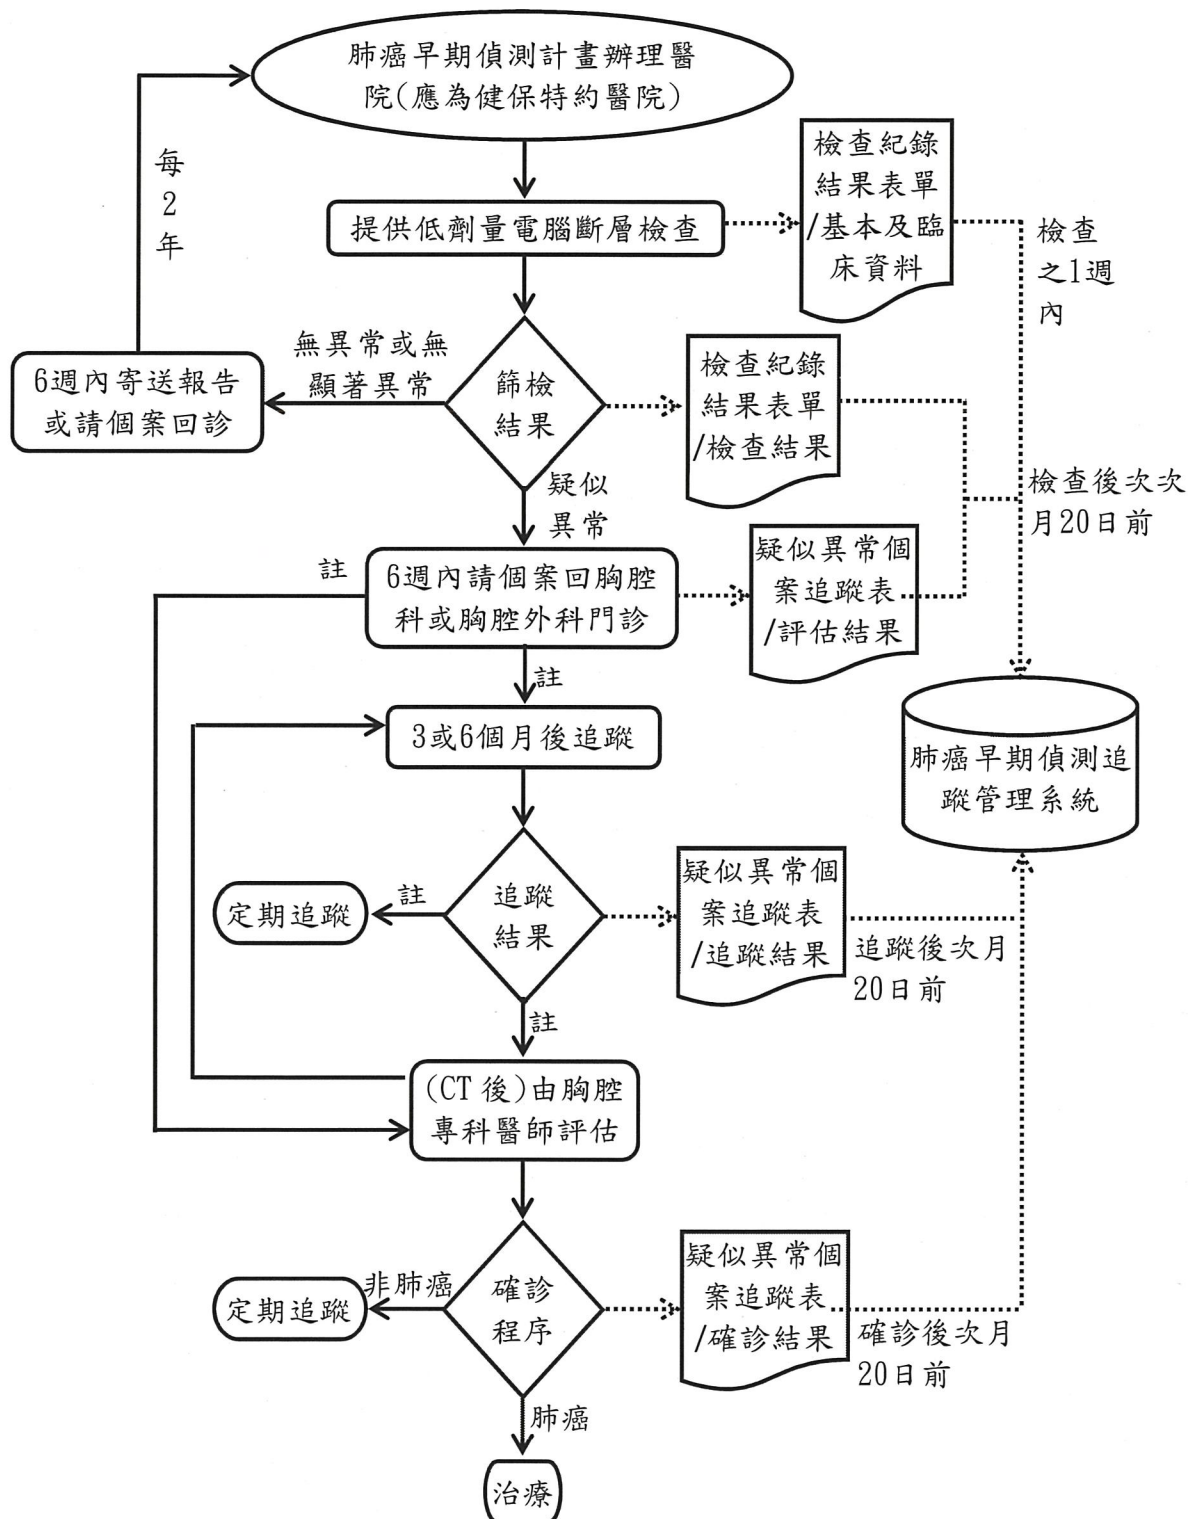 肺癌早期偵測計畫辦理醫
院(應為健保特約醫院)
每
2
年
提供低劑量電腦斷層檢查
檢查紀錄
結果表單
/基本及臨
床資料
檢查
之1週
內
6週內寄送報告
或請個案回診
無異常或無
顯著異常
篩檢
結果
檢查紀錄
結果表單
/檢查結果
檢查後次次
月20日前
疑似
異常
註
6週內請個案回胸腔
科或胸腔外科門診
疑似異常個
案追蹤表
/評估結果
註
3或6個月後追蹤
肺癌早期偵測追
蹤管理系統
定期追蹤
註
追蹤
結果
疑似異常個
案追蹤表
/追蹤結果
追蹤後次月
20日前
註
(CT後)由胸腔
專科醫師評估
定期追蹤
非肺癌
確診
程序
疑似異常個
案追蹤表
/確診結果
確診後次月
20日前
肺癌
治療